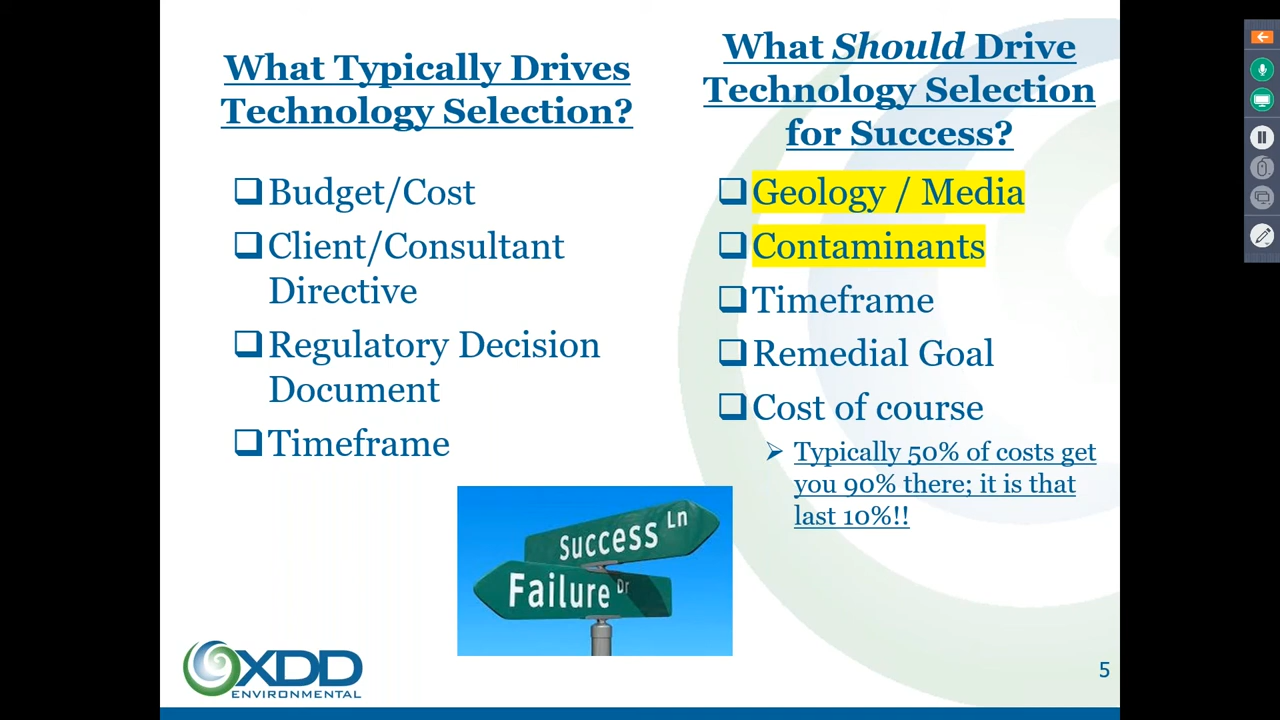 What Typically Drives
Technology Selection?
Budget/Cost
Client/Consultant
Directive
Regulatory Decision
Document
Timeframe
What Should Drive
Technology Selection
for Success?
Geology / Media
Contaminants
Timeframe
Remedial Goal
Cost of course
Typically 50% of costs get
you 90% there; it is that
last 10%!!
Success Ln
Failure Dr
XDD
ENVIRONMENTAL
5